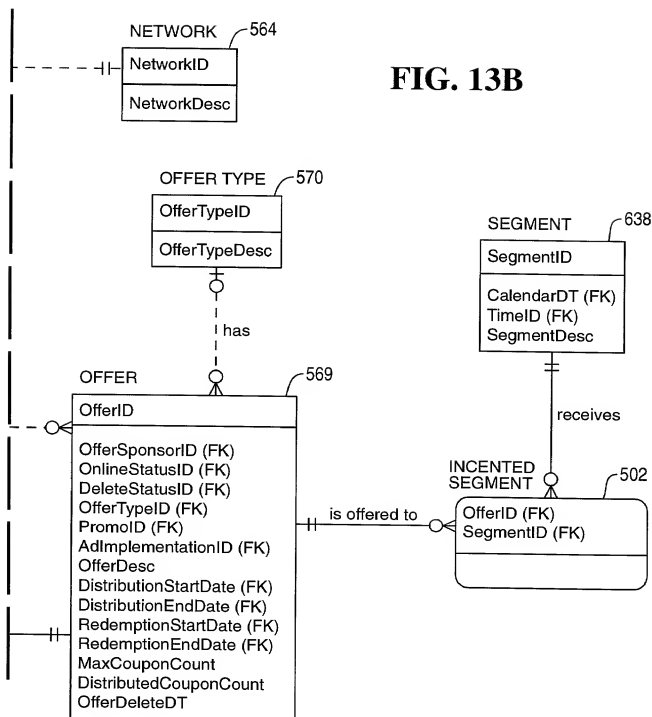 NETWORK 564
NetworkID
NetworkDesc
FIG. 13B
OFFER TYPE 570
OfferTypeID
OfferTypeDesc
has
SEGMENT 638
SegmentID
CalendarDT (FK)
TimeID (FK)
SegmentDesc
receives
OFFER 569
OfferID
OfferSponsorID (FK)
OnlineStatusID (FK)
DeleteStatusID (FK)
OfferTypeID (FK)
PromoID (FK)
AdImplementationID (FK)
OfferDesc
DistributionStartDate (FK)
DistributionEndDate (FK)
RedemptionStartDate (FK)
RedemptionEndDate (FK)
MaxCouponCount
DistributedCouponCount
OfferDeleteDT
is offered to
INCENTED
SEGMENT 502
OfferID (FK)
SegmentID (FK)